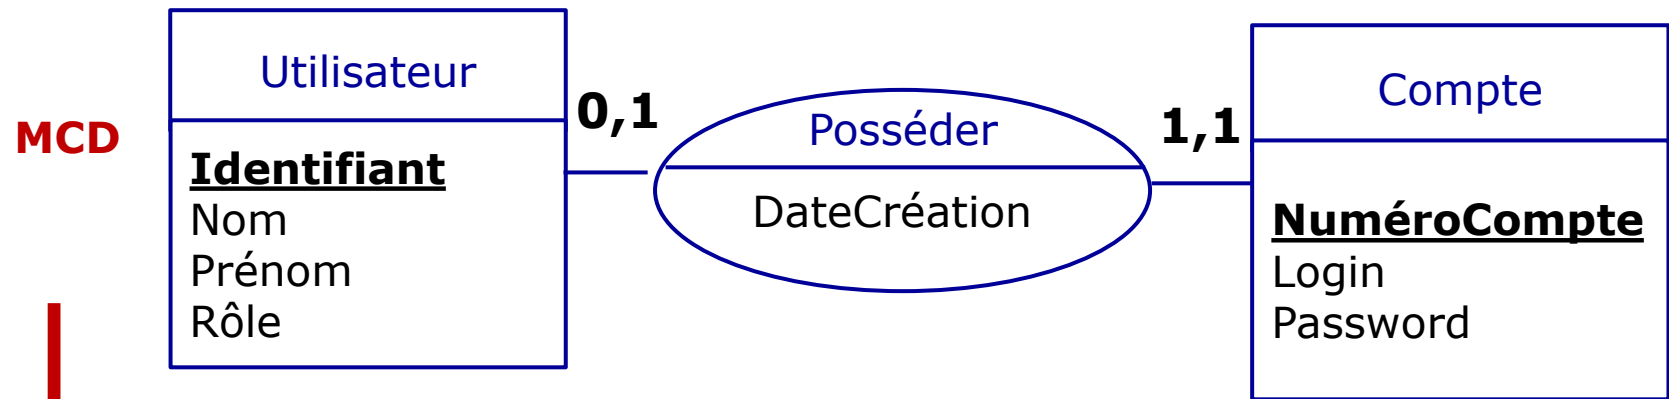 MCD
Utilisateur
Identifiant
Nom
Prénom
Rôle
0,1
Posséder
DateCréation
1,1
Compte
NuméroCompte
Login
Password